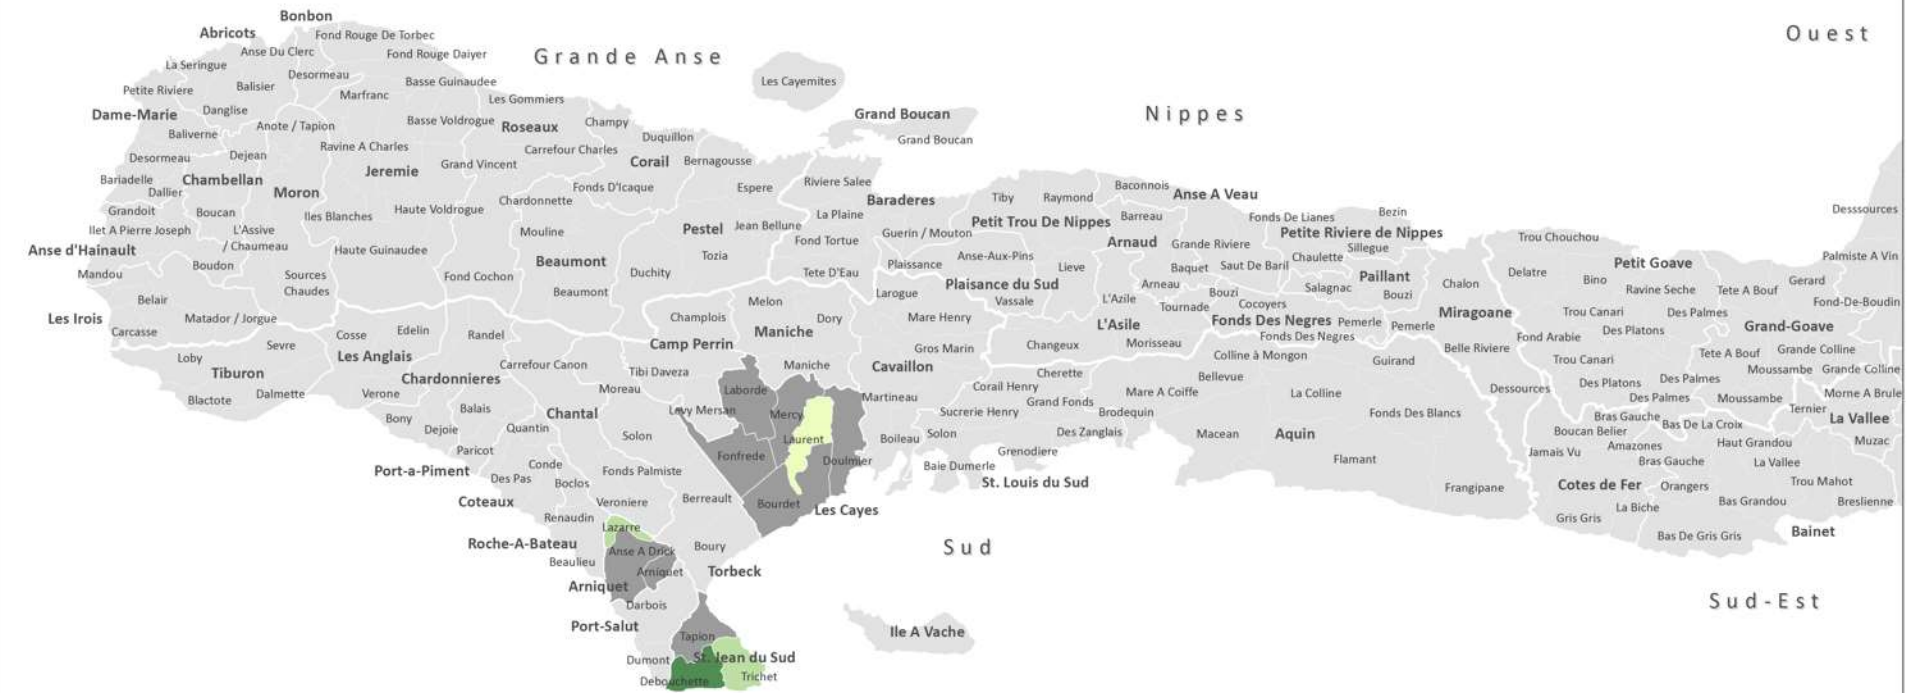 Bonbon
Ouest
Abricots
Fond Rouge De Torbec
Anse Du Clerc
Fond Rouge Daiyer
Grande Anse
La Seringue
Desormeau
Basse Guinaudee
Les Cayemites
Petite Riviere
Balisier
Marfranc
Les Gommiers
Dame-Marie
Danglise
Grand Boucan
Nippes
Baliverne
Anote / Tapion
Basse Voldrogue
Roseaux
Champy
Duquillon
Grand Boucan
Desormeau
Dejean
Ravine A Charles
Carrefour Charles
Grand Vincent
Corail
Bernagousse
Bariadelle
Chambellan
Jeremie
Dallier
Moron
Chardonnette
Fonds D'Icaque
Espere
Riviere Salee
Baraderes
Tiby
Raymond
Baconnois
Anse A Veau
Grandoit
Boucan
Iles Blanches
Haute Voldrogue
La Plaine
Petit Trou De Nippes
Barreau
Fonds De Lianes
Bezin
Desssources
Ilet A Pierre Joseph
L'Assive
/ Chaumeau
Mouline
Pestel
Jean Bellune
Fond Tortue
Guerin / Mouton
Arnaud
Grande Riviere
Petite Riviere de Nippes
Sillegue
Trou Chouchou
Anse d'Hainault
Haute Guinaudee
Tozia
Anse-Aux-Pins
Chaulette
Palmiste A Vin
Mandou
Boudon
Sources
Chaudes
Fond Cochon
Beaumont
Duchity
Tete D'Eau
Plaissance
Lieve
Baquet
Saut De Baril
Paillant
Delatre
Petit Goave
Bino
Gerard
Belair
Beaumont
Melon
Larogue
Plaisance du Sud
Vassale
Arneau
L'Azile
Tournade
Bouzi
Salagnac
Bouzi
Chalon
Ravine Seche
Tete A Bouf
Fond-De-Boudin
Les Irois
Matador / Jorgue
Champlois
Dory
Mare Henry
L'Asile
Cocoyers
Fonds Des Negres
Pemerle
Pemerle
Miragoane
Trou Canari
Des Palmes
Carcasse
Cosse
Edelin
Randel
Maniche
Fonds Des Negres
Fond Arabie
Des Platons
Grand-Goave
Sevre
Les Anglais
Camp Perrin
Gros Marin
Changeux
Morisseau
Belle Riviere
Loby
Carrefour Canon
Maniche
Cavaillon
Colline à Mongon
Guirand
Trou Canari
Tete A Bouf
Grande Colline
Tiburon
Chardonnieres
Tibi Daveza
Cherette
Bellevue
Moussambe
Grande Colline
Blactote
Dalmette
Verone
Moreau
Laborde
Martineau
Corail Henry
Mare A Coiffe
La Colline
Dessources
Des Platons
Des Palmes
Des Palmes
Moussambe
Morne A Brule
Bony
Balais
Chantal
Levy Mersan
Mercy
Sucrerie Henry
Grand Fonds
Brodequin
Fonds Des Blancs
Bras Gauche
Bas De La Croix
Ternier
La Vallee
Dejoie
Quantin
Solon
Laurent
Boileau
Solon
Des Zanglais
Macean
Aquin
Boucan Belier
Amazones
Haut Grandou
Muzac
Paricot
Fonfrede
Doulmier
Baie Dumerle
Grenodiere
Flamant
Jamais Vu
Bras Gauche
La Vallee
Port-a-Piment
Conde
Fonds Palmiste
St. Louis du Sud
Frangipane
Cotes de Fer
Orangers
Trou Mahot
Des Pas
Boclos
Berreault
Bourdet
Les Cayes
La Biche
Bas Grandou
Breslienne
Coteaux
Veroniere
Gris Gris
Renaudin
Lazarre
Bas De Gris Gris
Bainet
Roche-A-Bateau
Anse A Drick
Boury
Sud
Beaulieu
Arniquet
Torbeck
Arniquet
Darbois
Sud-Est
Port-Salut
Tapion
Ile A Vache
Dumont
St. Jean du Sud
Debouchette
Trichet